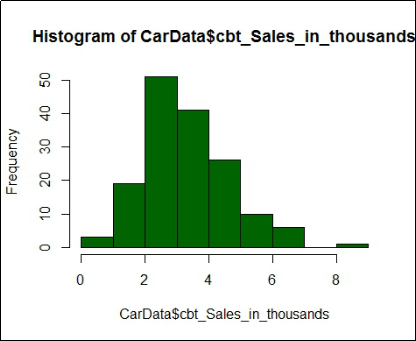 Histogram of CarData$cbt_Sales_in_thousands
Frequency
50
40
30
20
10
0
0 2 4 6 8
CarData$cbt_Sales_in_thousands